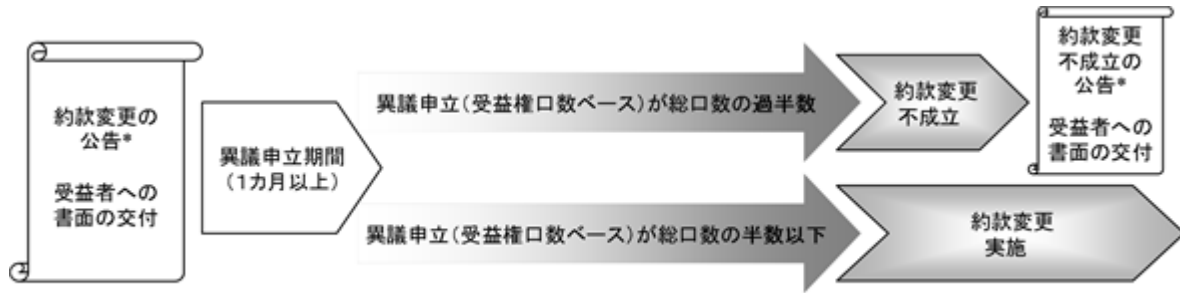 約款変更の
公告*
受益者への
書面の交付
異議申立期間
（1カ月以上）
異議申立（受益権口数ベース）が総口数の過半数
約款変更
不成立
約款変更
不成立の
公告*
受益者への
書面の交付
異議申立（受益権口数ベース）が総口数の半数以下
約款変更
実施